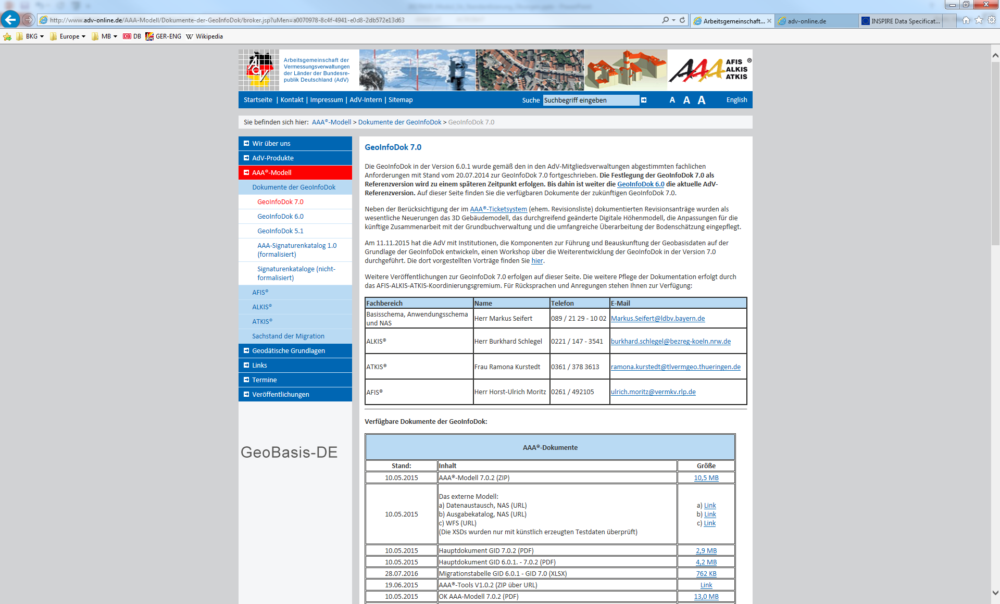 http://www.adv-online.de/AAA-Modell/Dokumente-der-GeoInfoDok/broker.jsp?uMen=a0070978-8c4f-4941-e0d8-2db572e13d63
Arbeitsgemeinschaft...
adv-online.de
INSPIRE Data Specificat...
BKG
Europe
MB
DB DB
GER-ENG
W Wikipedia
AdV
Arbeitsgemeinschaft der
Vermessungsverwaltungen
der Länder der Bundesre-
publik Deutschland (AdV)
AAA
AFIS ®
ALKIS
ATKIS
Startseite | Kontakt | Impressum | AdV-Intern | Sitemap
Suche Suchbegriff eingeben
A A A
English
Sie befinden sich hier: AAA®-Modell > Dokumente der GeoInfoDok > GeoInfoDok 7.0
Wir über uns
AdV-Produkte
AAA®-Modell
Dokumente der GeoInfoDok
GeoInfoDok 7.0
GeoInfoDok 6.0
GeoInfoDok 5.1
AAA-Signaturenkatalog 1.0
(formalisiert)
Signaturenkataloge (nicht-
formalisiert)
AFIS®
ALKIS®
ATKIS®
Sachstand der Migration
Geodätische Grundlagen
Links
Termine
Veröffentlichungen
GeoBasis-DE
GeoInfoDok 7.0
Die GeoInfoDok in der Version 6.0.1 wurde gemäß den in den AdV-Mitgliedsverwaltungen abgestimmten fachlichen
Anforderungen mit Stand vom 20.07.2014 zur GeoInfoDok 7.0 fortgeschrieben. Die Festlegung der GeoInfoDok 7.0 als
Referenzversion wird zu einem späteren Zeitpunkt erfolgen. Bis dahin ist weiter die GeoInfoDok 6.0 die aktuelle AdV-
Referenzversion. Auf dieser Seite finden Sie die verfügbaren Dokumente der zukünftigen GeoInfoDok 7.0.
Neben der Berücksichtigung der im AAA®-Ticketsystem (ehem. Revisionsliste) dokumentierten Revisionsanträge wurden als
wesentliche Neuerungen das 3D Gebäudemodell, das durchgreifend geänderte Digitale Höhenmodell, die Anpassungen für die
künftige Zusammenarbeit mit der Grundbuchverwaltung und die umfangreiche Überarbeitung der Bodenschätzung eingepflegt.
Am 11.11.2015 hat die AdV mit Institutionen, die Komponenten zur Führung und Beauskunftung der Geobasisdaten auf der
Grundlage der GeoInfoDok entwickeln, einen Workshop über die Weiterentwicklung der GeoInfoDok in der Version 7.0
durchgeführt. Die dort vorgestellten Vorträge finden Sie hier.
Weitere Veröffentlichungen zur GeoInfoDok 7.0 erfolgen auf dieser Seite. Die weitere Pflege der Dokumentation erfolgt durch
das AFIS-ALKIS-ATKIS-Koordinierungsgremium. Für Rücksprachen und Anregungen stehen Ihnen zur Verfügung:
Fachbereich Name Telefon E-Mail
Basisschema, Anwendungsschema
und NAS Herr Markus Seifert 089 / 21 29 - 10 02 Markus.Seifert@ldbv.bayern.de
ALKIS® Herr Burkhard Schlegel 0221 / 147 - 3541 burkhard.schlegel@bezreg-koeln.nrw.de
ATKIS® Frau Ramona Kurstedt 0361 / 378 3613 ramona.kurstedt@tlvermgeo.thueringen.de
AFIS® Herr Horst-Ulrich Moritz 0261 / 492105 ulrich.moritz@vermkv.rlp.de
Verfügbare Dokumente der GeoInfoDok:
AAA®-Dokumente
Stand: Inhalt Größe
10.05.2015 AAA®-Modell 7.0.2 (ZIP) 10,5 MB
Das externe Modell:
a) Datenaustausch, NAS (URL) a) Link
10.05.2015 b) Ausgabekatalog, NAS (URL) b) Link
c) WFS (URL) c) Link
(Die XSDs wurden nur mit künstlich erzeugten Testdaten überprüft)
10.05.2015 Hauptdokument GID 7.0.2 (PDF) 2,9 MB
10.05.2015 Hauptdokument GID 6.0.1. - 7.0.2 (PDF) 4,2 MB
28.07.2016 Migrationstabelle GID 6.0.1 - GID 7.0 (XLSX) 762 KB
19.06.2015 AAA®-Tools V1.0.2 (ZIP über URL) Link
10.05.2015 OK AAA-Modell 7.0.2 (PDF) 13,0 MB